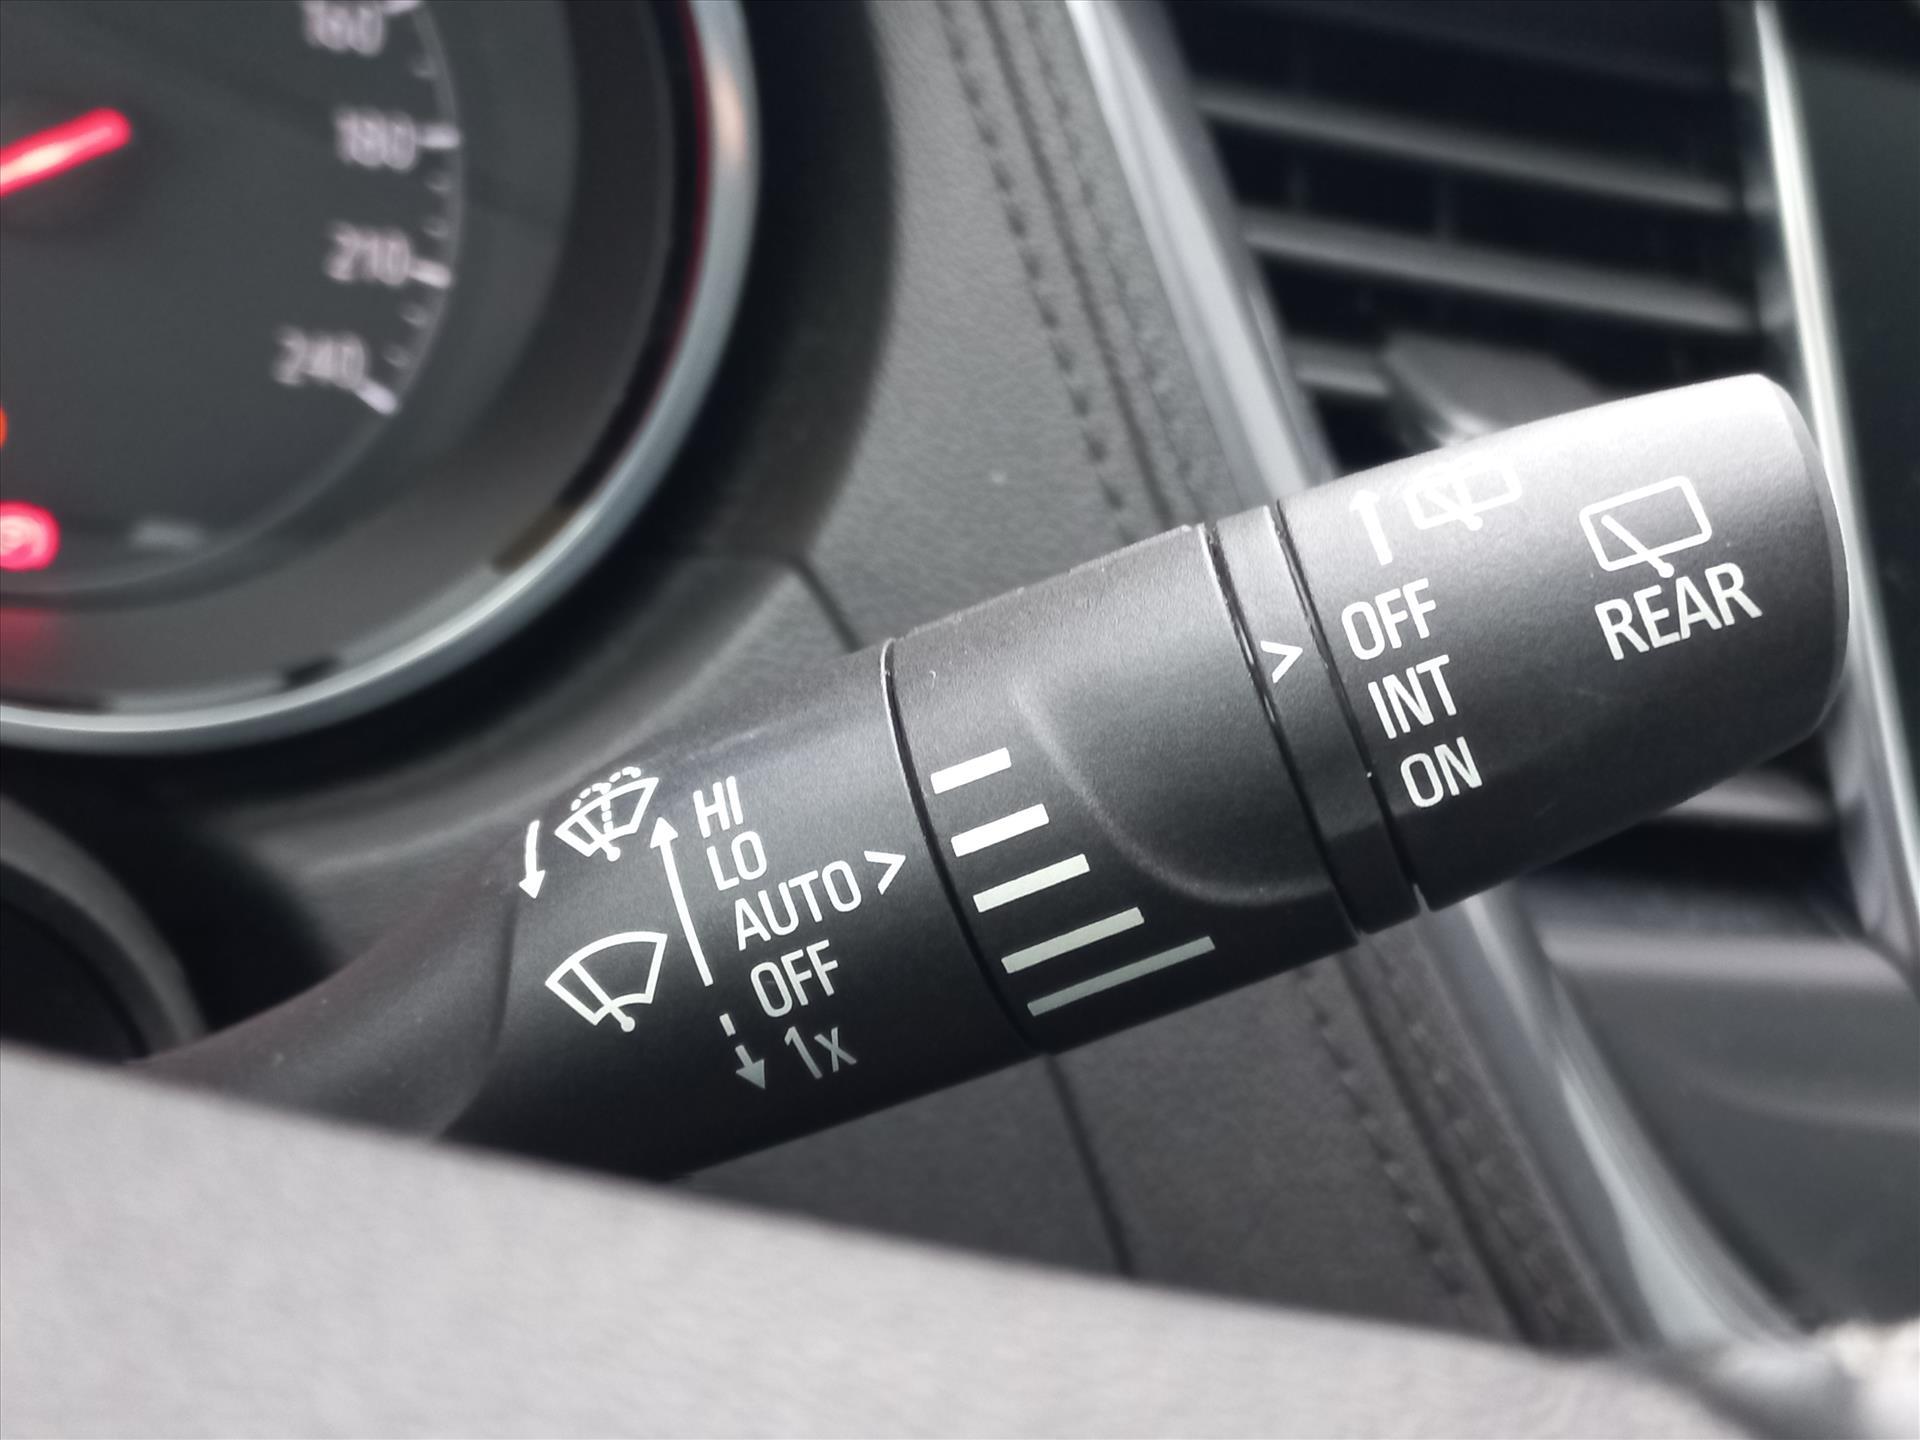 160
180
210
240
HI
LO
AUTO >
OFF
1x
>
OFF
INT
ON
REAR